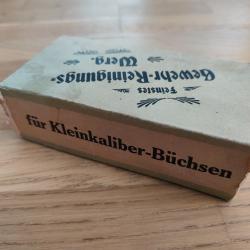 Feinstes
Gewehr-Reinigungs-
Werg.
für Kleinkaliber-Büchsen